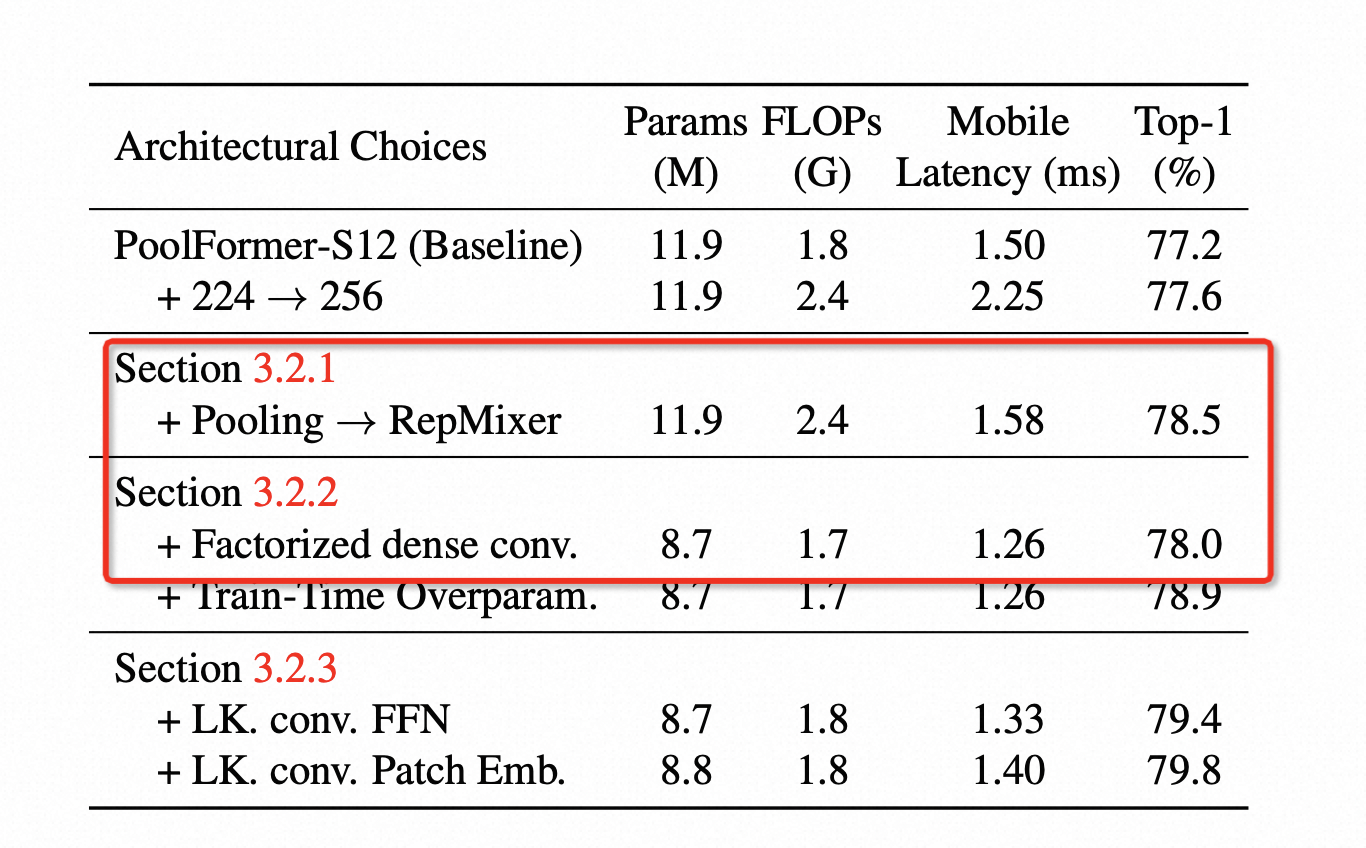 Architectural Choices Params (M) FLOPs (G) Mobile Latency (ms) Top-1 (%)
PoolFormer-S12 (Baseline) 11.9 1.8 1.50 77.2
+ 224 → 256 11.9 2.4 2.25 77.6
Section 3.2.1
+ Pooling → RepMixer 11.9 2.4 1.58 78.5
Section 3.2.2
+ Factorized dense conv. 8.7 1.7 1.26 78.0
+ Train-Time Overparam. 8.7 1.7 1.26 78.9
Section 3.2.3
+ LK. conv. FFN 8.7 1.8 1.33 79.4
+ LK. conv. Patch Emb. 8.8 1.8 1.40 79.8